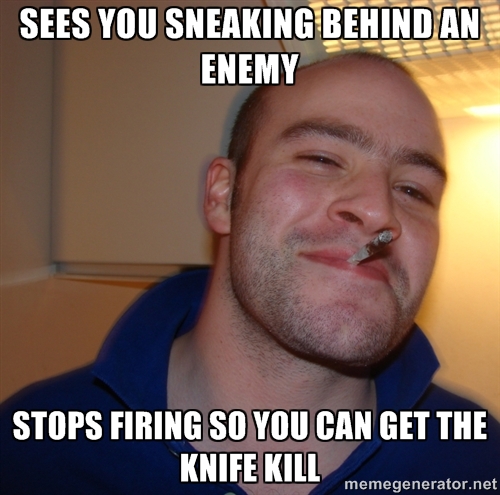 SEES YOU SNEAKING BEHIND AN
ENEMY
STOPS FIRING SO YOU CAN GET THE
KNIFE KILL
memegenerator.net